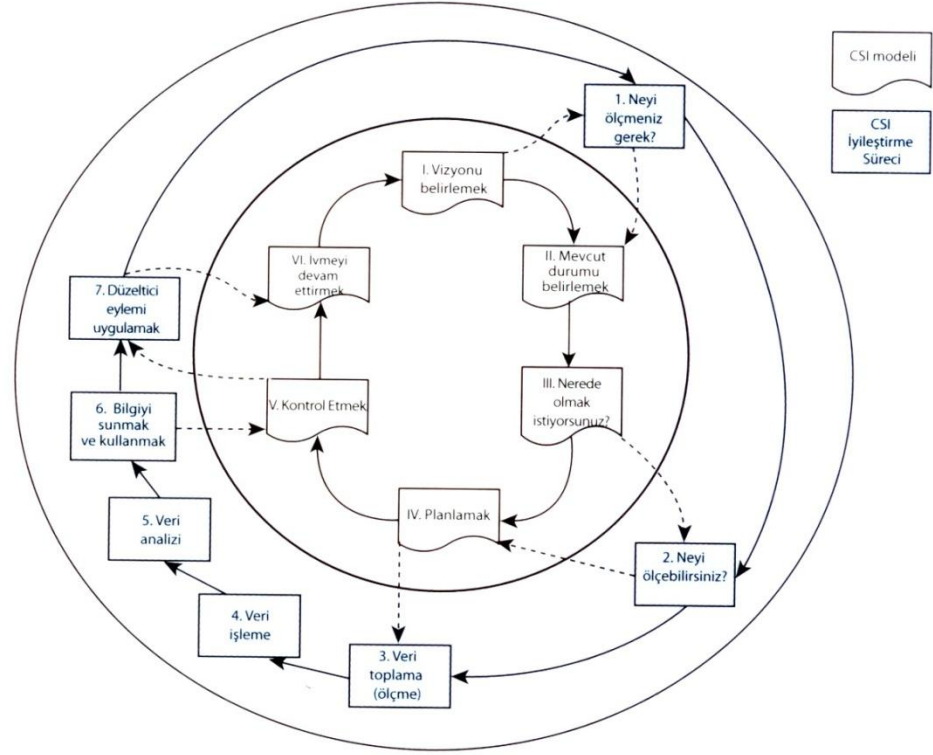 CSI modeli
CSI
İyileştirme
Süreci
1. Neyi
ölçmeniz
gerek?
I. Vizyonu
belirlemek
II. Mevcut
durumu
belirlemek
III. Nerede
olmak
istiyorsunuz?
IV. Planlamak
V. Kontrol Etmek
VI. İvmeyi
devam
ettirmek
2. Neyi
ölçebilirsiniz?
3. Veri
toplama
(ölçme)
4. Veri
işleme
5. Veri
analizi
6. Bilgiyi
sunmak
ve kullanmak
7. Düzeltici
eylemi
uygulamak